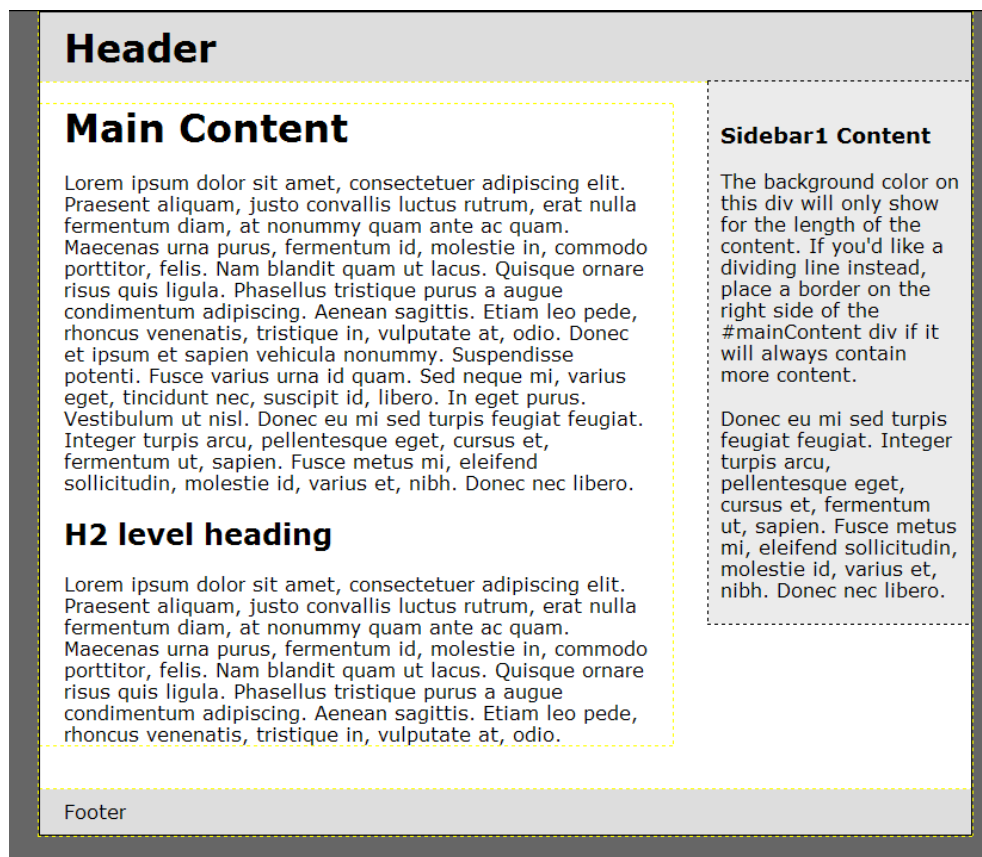 Header
Main Content
Lorem ipsum dolor sit amet, consectetuer adipiscing elit.
Praesent aliquam, justo convallis luctus rutrum, erat nulla
fermentum diam, at nonummy quam ante ac quam.
Maecenas urna purus, fermentum id, molestie in, commodo
porttitor, felis. Nam blandit quam ut lacus. Quisque ornare
risus quis ligula. Phasellus tristique purus a augue
condimentum adipiscing. Aenean sagittis. Etiam leo pede,
rhoncus venenatis, tristique in, vulputate at, odio. Donec
et ipsum et sapien vehicula nonummy. Suspendisse
potenti. Fusce varius urna id quam. Sed neque mi, varius
eget, tincidunt nec, suscipit id, libero. In eget purus.
Vestibulum ut nisl. Donec eu mi sed turpis feugiat feugiat.
Integer turpis arcu, pellentesque eget, cursus et,
fermentum ut, sapien. Fusce metus mi, eleifend
sollicitudin, molestie id, varius et, nibh. Donec nec libero.
H2 level heading
Lorem ipsum dolor sit amet, consectetuer adipiscing elit.
Praesent aliquam, justo convallis luctus rutrum, erat nulla
fermentum diam, at nonummy quam ante ac quam.
Maecenas urna purus, fermentum id, molestie in, commodo
porttitor, felis. Nam blandit quam ut lacus. Quisque ornare
risus quis ligula. Phasellus tristique purus a augue
condimentum adipiscing. Aenean sagittis. Etiam leo pede,
rhoncus venenatis, tristique in, vulputate at, odio.
Sidebar1 Content
The background color on
this div will only show
for the length of the
content. If you'd like a
dividing line instead,
place a border on the
right side of the
#mainContent div if it
will always contain
more content.
Donec eu mi sed turpis
feugiat feugiat. Integer
turpis arcu,
pellentesque eget,
cursus et, fermentum
ut, sapien. Fusce metus
mi, eleifend sollicitudin,
molestie id, varius et,
nibh. Donec nec libero.
Footer